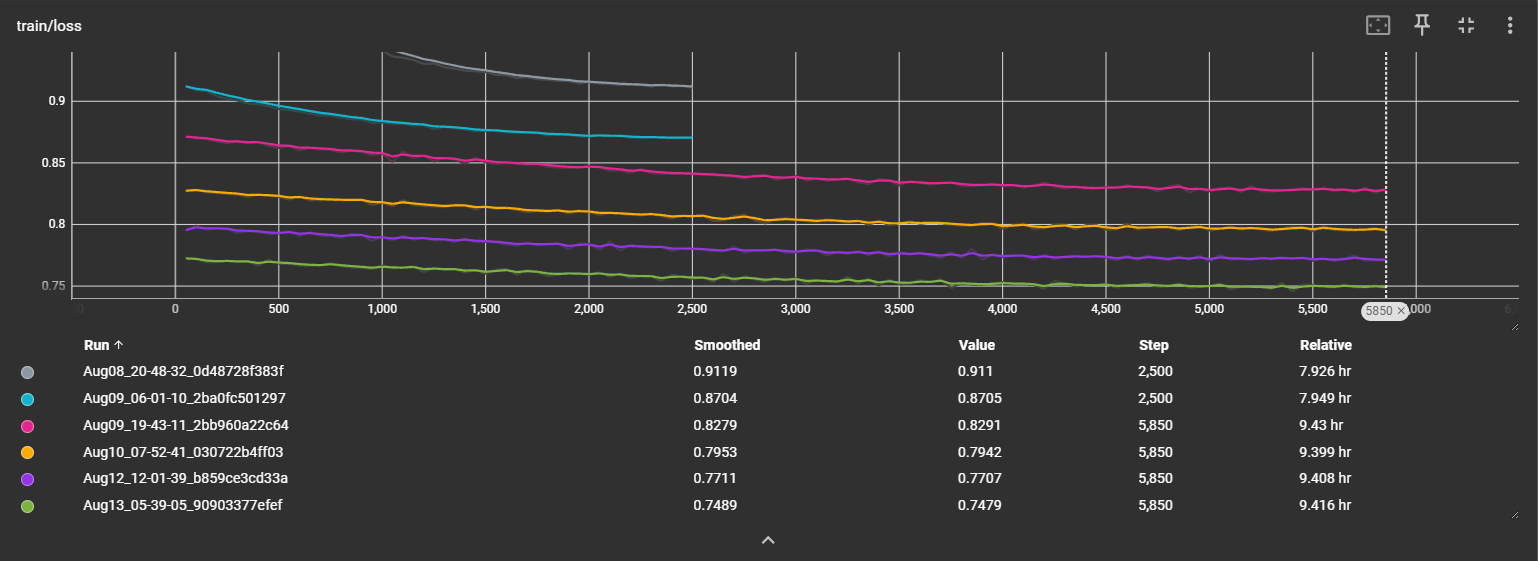 train/loss
0.9
0.85
0.8
0.75
0 500 1,000 1,500 2,000 2,500 3,000 3,500 4,000 4,500 5,000 5,500 5850 × ,000
Run ↑ Smoothed Value Step Relative
Aug08_20-48-32_0d48728f383f 0.9119 0.911 2,500 7.926 hr
Aug09_06-01-10_2ba0fc501297 0.8704 0.8705 2,500 7.949 hr
Aug09_19-43-11_2bb960a22c64 0.8279 0.8291 5,850 9.43 hr
Aug10_07-52-41_030722b4ff03 0.7953 0.7942 5,850 9.399 hr
Aug12_12-01-39_b859ce3cd33a 0.7711 0.7707 5,850 9.408 hr
Aug13_05-39-05_90903377efef 0.7489 0.7479 5,850 9.416 hr